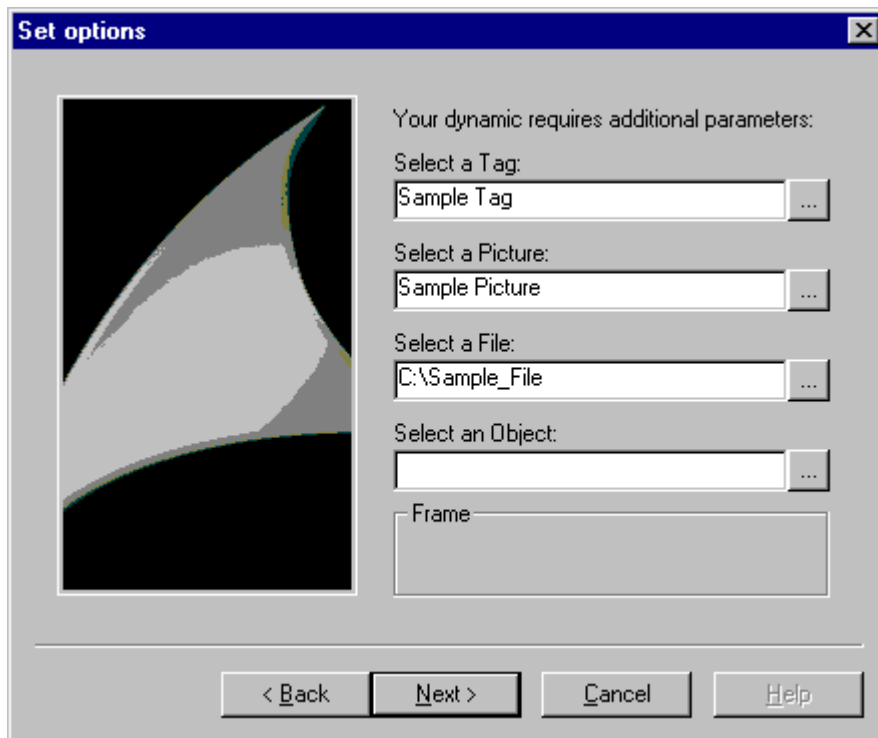 Set options
Your dynamic requires additional parameters:
Select a Tag:
Sample Tag
...
Select a Picture:
Sample Picture
...
Select a File:
C:\Sample_File
...
Select an Object:
...
Frame
< Back Next > Cancel Help